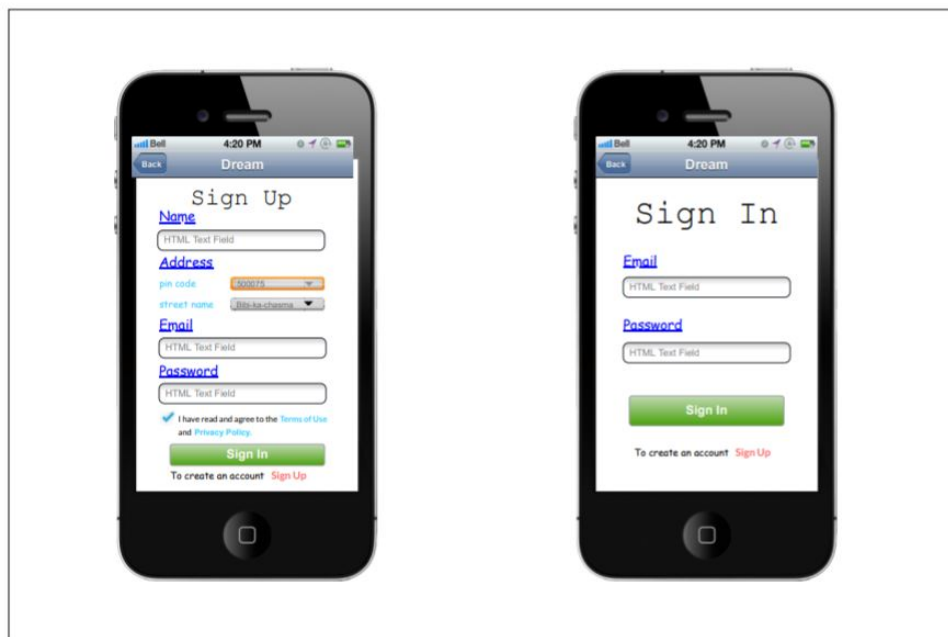 Bell 4:20 PM
Back Dream
Sign Up
Name
HTML Text Field
Address
pin code 500075
street name Bibi-ka-chasma
Email
HTML Text Field
Password
HTML Text Field
I have read and agree to the Terms of Use
and Privacy Policy.
Sign In
To create an account Sign Up
Bell 4:20 PM
Back Dream
Sign In
Email
HTML Text Field
Password
HTML Text Field
Sign In
To create an account Sign Up